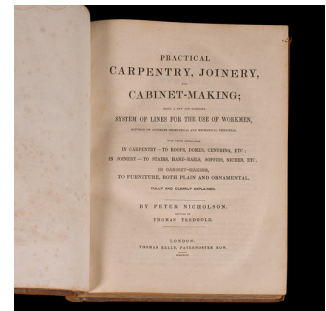 PRACTICAL
CARPENTRY, JOINERY,
AND
CABINET-MAKING;
BEING A NEW AND COMPLETE
SYSTEM OF LINES FOR THE USE OF WORKMEN,
FOUNDED ON ACCURATE GEOMETRICAL AND MECHANICAL PRINCIPLES,
IN CARPENTRY—TO ROOFS, DOMES, CENTRING, ETC.;
IN JOINERY—TO STAIRS, HAND-RAILS, SOFFITS, NICHES, ETC.
IN CABINET-MAKING,
TO FURNITURE, BOTH PLAIN AND ORNAMENTAL,
FULLY AND CLEARLY EXPLAINED.
BY PETER NICHOLSON.
REVISED BY
THOMAS TREDGOLD.
LONDON:
THOMAS KELLY, PATERNOSTER ROW.